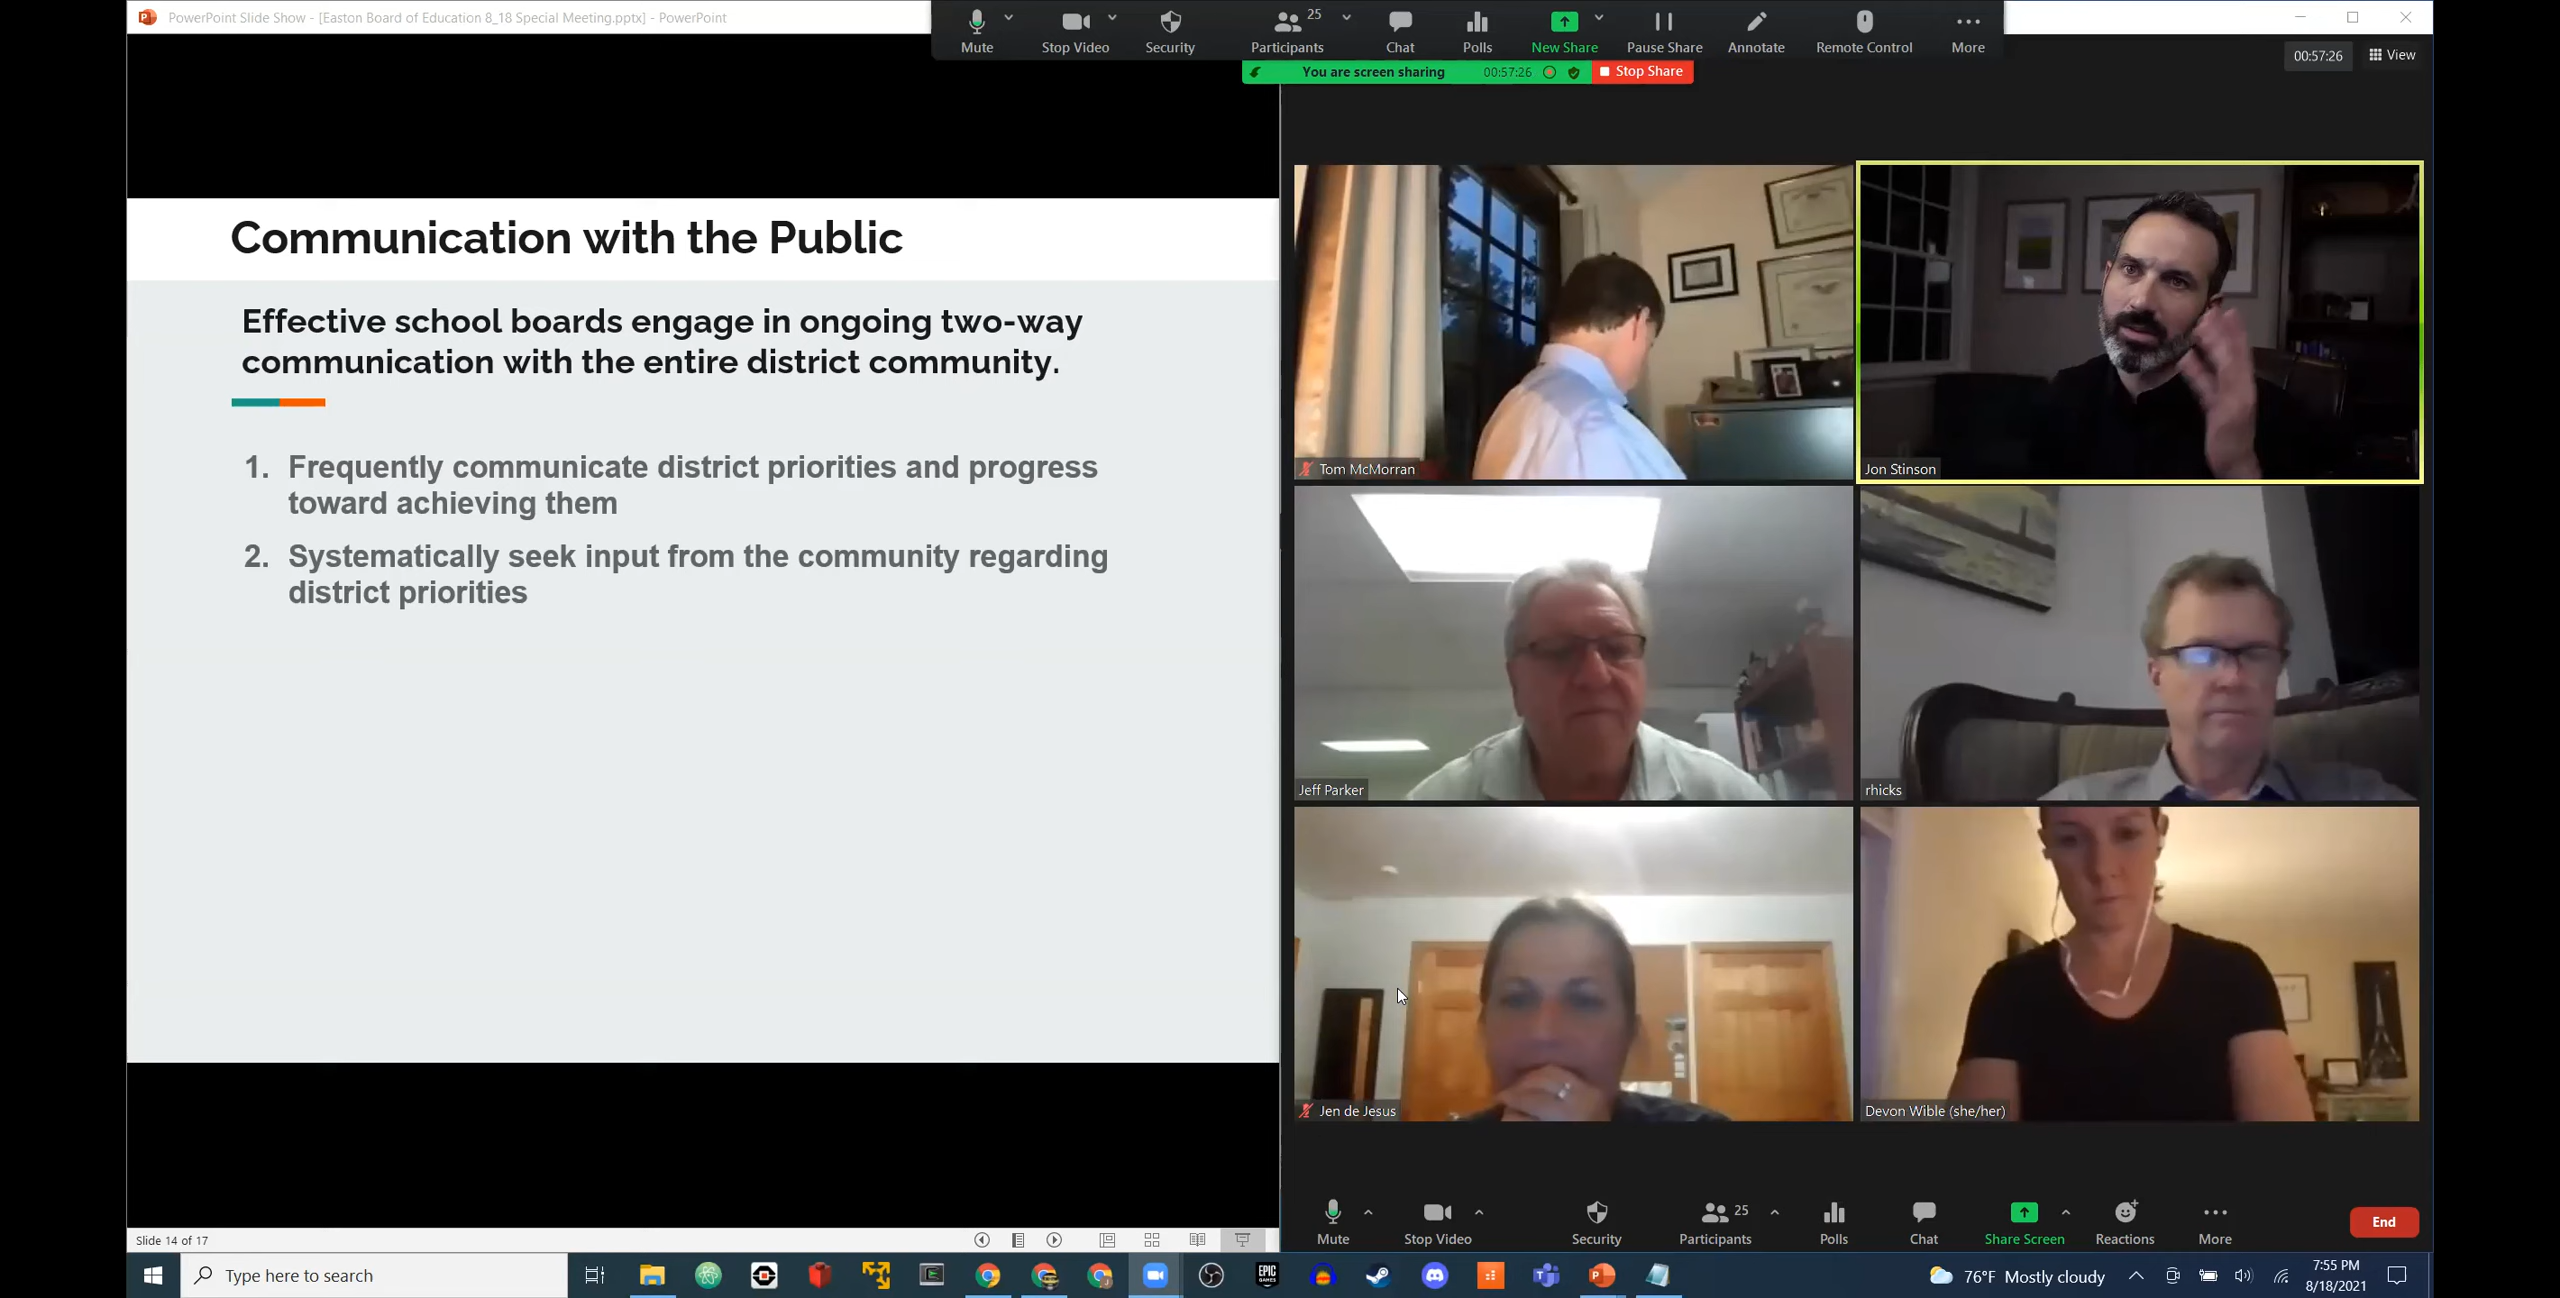 PowerPoint Slide Show - [Easton Board of Education 8_18 Special Meeting.pptx] - PowerPoint
25
Mute
Stop Video
Security
Participants
Chat
Polls
New Share
Pause Share
Annotate
Remote Control
More
You are screen sharing
00:57:26
Stop Share
00:57:26
View
Communication with the Public
Effective school boards engage in ongoing two-way
communication with the entire district community.
1. Frequently communicate district priorities and progress
toward achieving them
2. Systematically seek input from the community regarding
district priorities
Tom McMorran
Jon Stinson
Jeff Parker
rhicks
Jen de Jesus
Devon Wible (she/her)
Mute
Stop Video
Security
Participants
25
Polls
Chat
Share Screen
Reactions
More
End
Slide 14 of 17
Type here to search
EPIC
GAMES
76°F Mostly cloudy
7:55 PM
8/18/2021